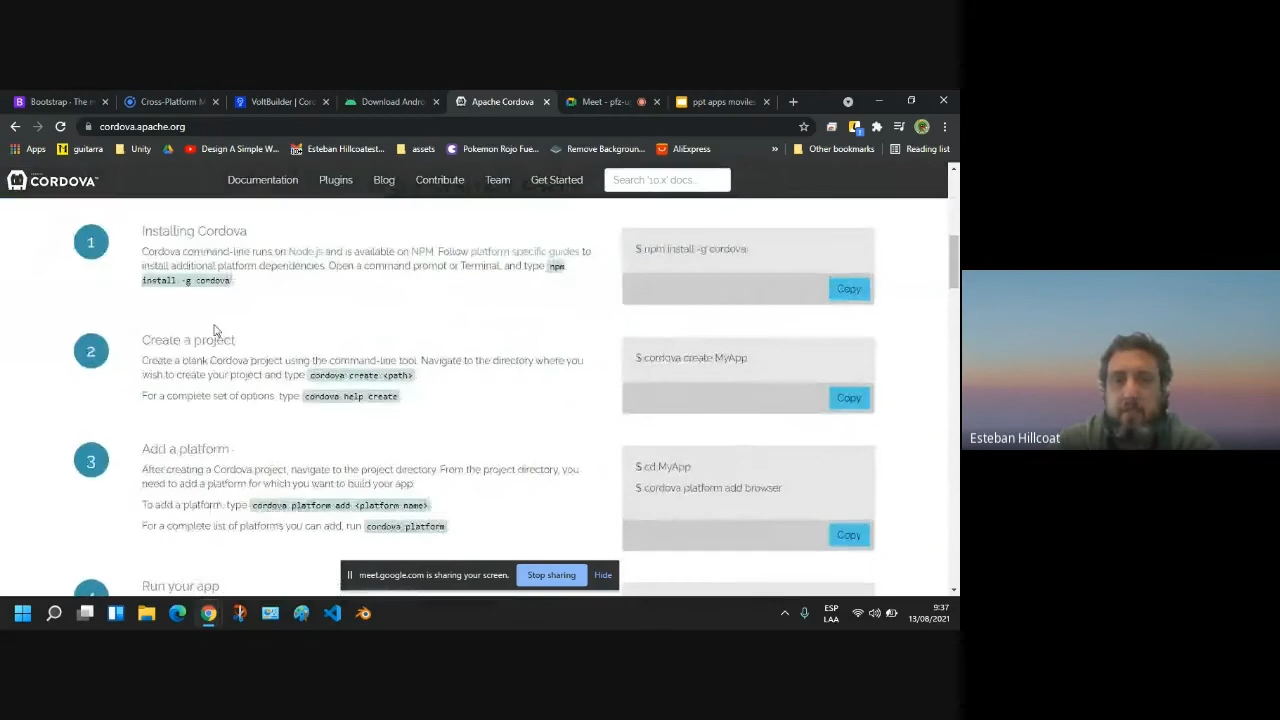 Bootstrap · The m
Cross-Platform M
VoltBuilder | Cord
Download Andro
Apache Cordova
Meet - pfz-u
ppt apps moviles
cordova.apache.org
Apps
guitarra
Unity
Design A Simple W...
Esteban Hillcoatest...
assets
Pokemon Rojo Fue...
Remove Background...
AliExpress
»
Other bookmarks
Reading list
CORDOVA™
Documentation
Plugins
Blog
Contribute
Team
Get Started
Search '10.x' docs...
1
Installing Cordova
Cordova command-line runs on Node.js and is available on NPM. Follow platform specific guides to
install additional platform dependencies. Open a command prompt or Terminal, and type npm
install -g cordova.
$ npm install -g cordova
Copy
2
Create a project
Create a blank Cordova project using the command-line tool. Navigate to the directory where you
wish to create your project and type cordova create <path>.
For a complete set of options, type cordova help create.
$ cordova create MyApp
Copy
3
Add a platform
After creating a Cordova project, navigate to the project directory. From the project directory, you
need to add a platform for which you want to build your app.
To add a platform, type cordova platform add <platform name>.
For a complete list of platforms you can add, run cordova platform.
$ cd MyApp
$ cordova platform add browser
Copy
Run your app
meet.google.com is sharing your screen.
Stop sharing
Hide
ESP
LAA
9:37
13/08/2021
Esteban Hillcoat